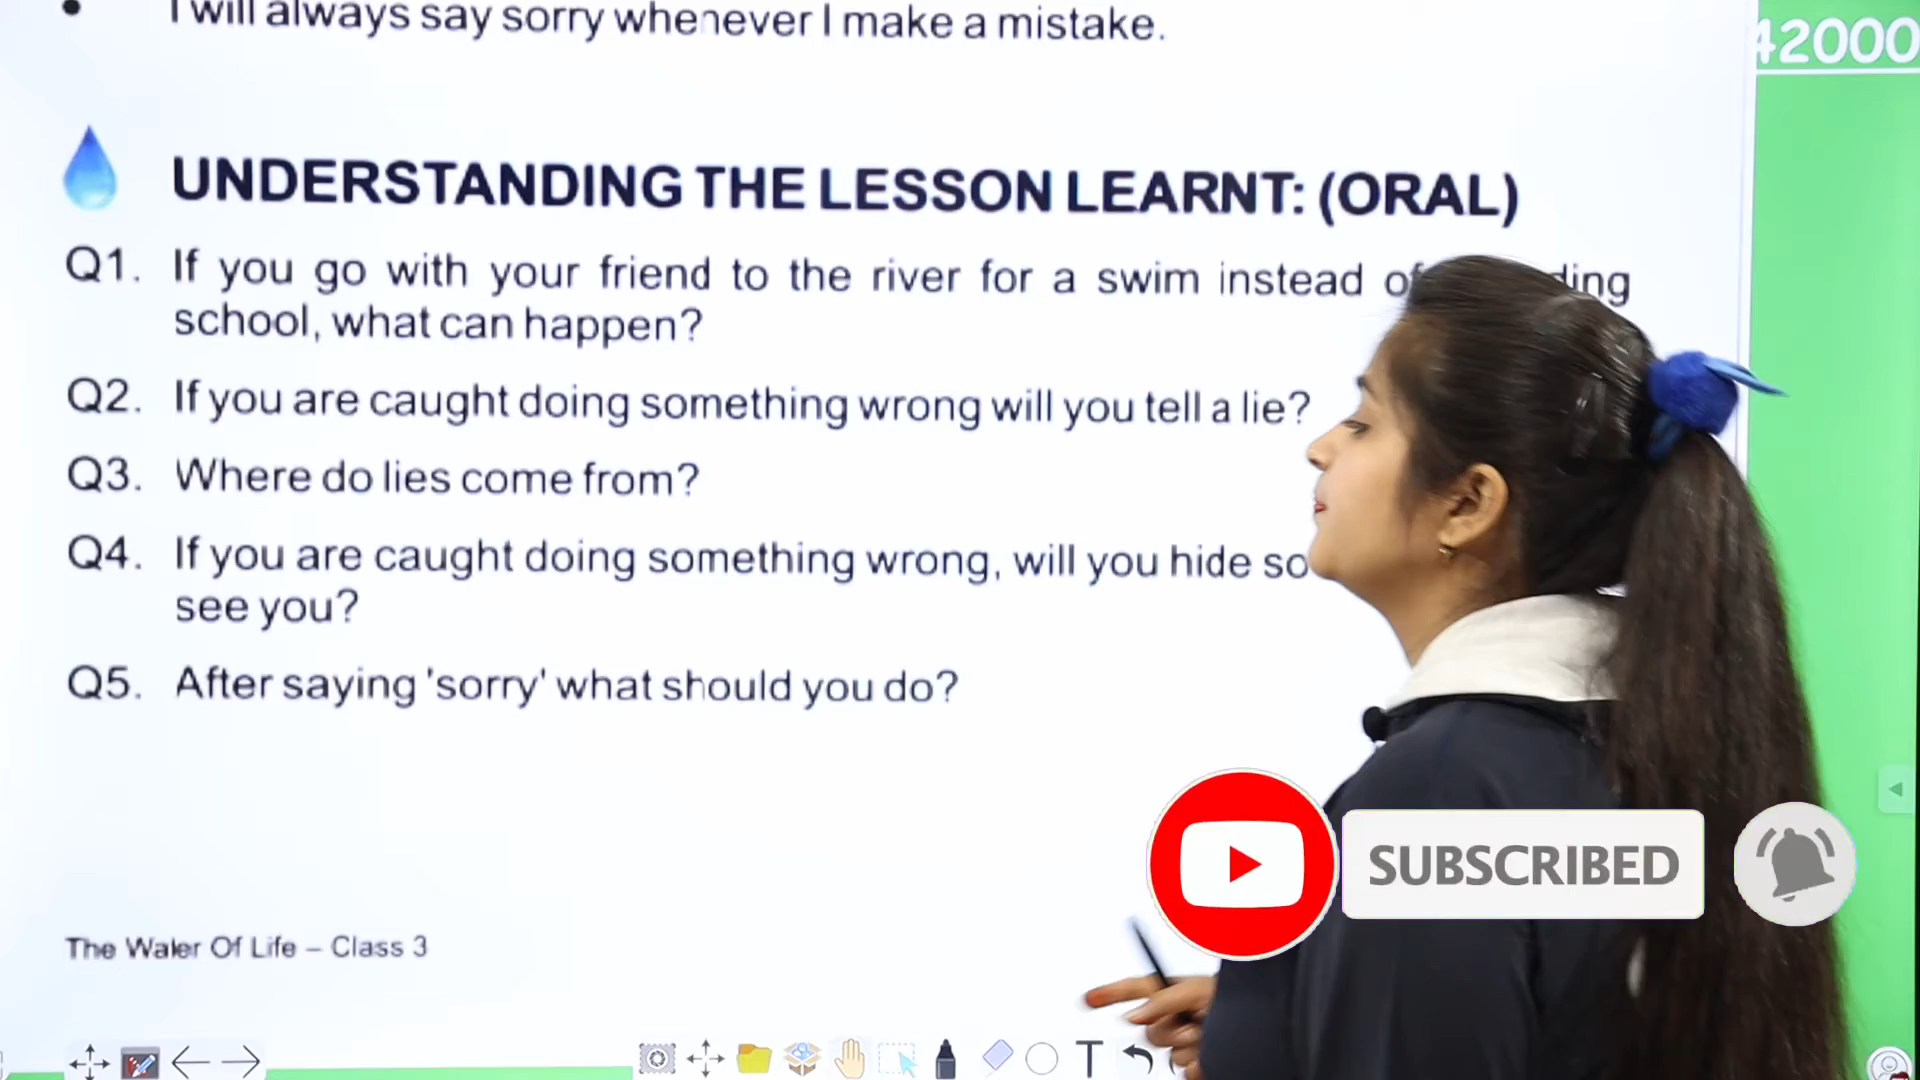 I will always say sorry whenever I make a mistake.
42000
UNDERSTANDING THE LESSON LEARNT: (ORAL)
Q1. If you go with your friend to the river for a swim instead of
school, what can happen?
Q2. If you are caught doing something wrong will you tell a lie?
Q3. Where do lies come from?
Q4. If you are caught doing something wrong, will you hide so
see you?
Q5. After saying 'sorry' what should you do?
SUBSCRIBED
The Water Of Life – Class 3
T